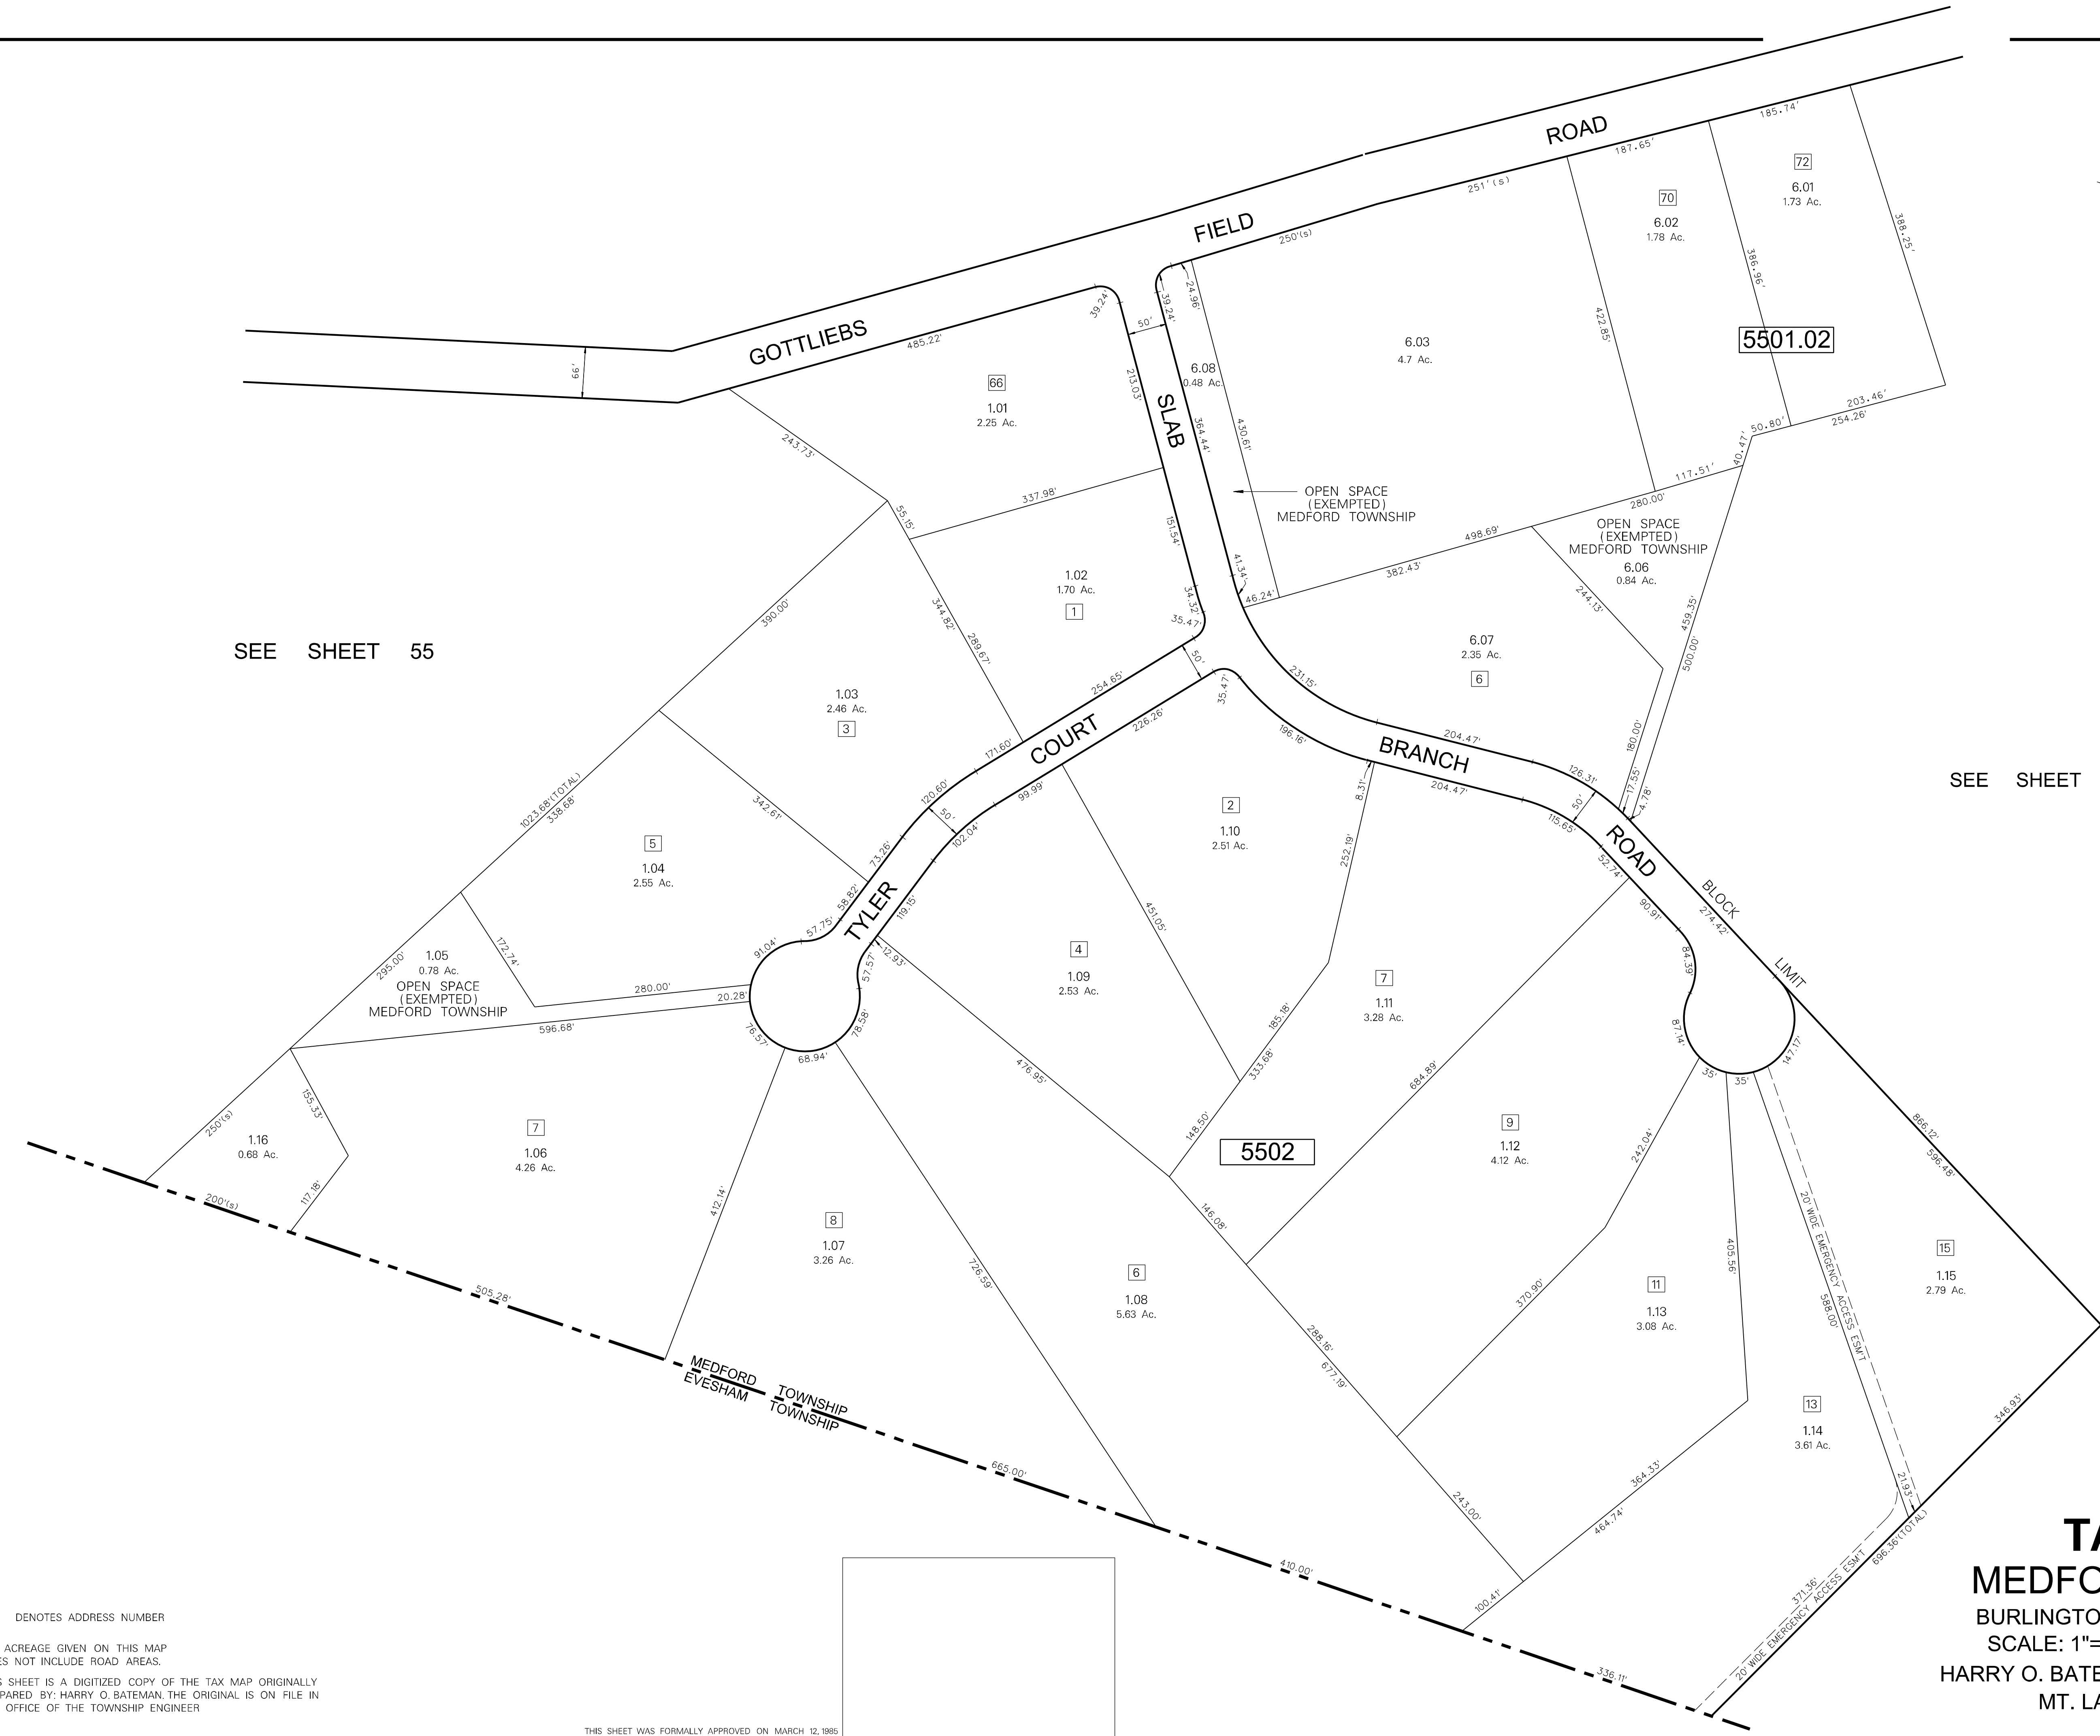 ROAD
FIELD
GOTTLIEBS
66'
485.22'
39.24'
50'
39.24'
24.96'
250'(s)
251'(s)
187.65'
185.74'
72
6.01
1.73 Ac.
388.25'
70
6.02
1.78 Ac.
386.96'
422.85'
5501.02
203.46'
254.26'
50.80'
40.47'
117.51'
280.00'
6.03
4.7 Ac.
6.08
0.48 Ac.
430.61'
364.44'
SLAB
213.03'
66
1.01
2.25 Ac.
243.73'
55.15'
337.98'
151.54'
OPEN SPACE
(EXEMPTED)
MEDFORD TOWNSHIP
498.69'
382.43'
46.24'
41.34'
OPEN SPACE
(EXEMPTED)
MEDFORD TOWNSHIP
6.06
0.84 Ac.
244.13'
459.35'
500.00'
180.00'
17.55'
4.78'
6.07
2.35 Ac.
6
1.02
1.70 Ac.
1
34.32'
35.47'
344.82'
289.67'
390.00'
SEE SHEET 55
SEE SHEET
1.03
2.46 Ac.
3
254.65'
50'
35.47'
226.26'
COURT
171.60'
120.60'
50'
99.99'
102.04'
73.26'
58.82'
TYLER
119.15'
57.75'
91.04'
57.57'
12.93'
342.61'
1023.68'(TOTAL)
338.68'
5
1.04
2.55 Ac.
172.74'
280.00'
20.28'
596.68'
295.00'
1.05
0.78 Ac.
OPEN SPACE
(EXEMPTED)
MEDFORD TOWNSHIP
76.57'
68.94'
78.58'
231.15'
196.16'
BRANCH
204.47'
204.47'
126.31'
50'
115.65'
52.74'
ROAD
90.91'
BLOCK
274.42'
LIMIT
84.39'
87.14'
147.17'
35'
35'
2
1.10
2.51 Ac.
8.31'
252.19'
451.05'
4
1.09
2.53 Ac.
185.18'
333.68'
148.50'
476.95'
7
1.11
3.28 Ac.
684.89'
5502
146.08'
9
1.12
4.12 Ac.
242.04'
370.90'
405.56'
11
1.13
3.08 Ac.
288.16'
677.19'
243.00'
364.33'
464.74'
100.41'
13
1.14
3.61 Ac.
20' WIDE EMERGENCY ACCESS ESM'T
588.00'
21.93'
15
1.15
2.79 Ac.
866.12'
596.48'
346.93'
696.36'(TOTAL)
371.36'
20' WIDE EMERGENCY ACCESS ESM'T
336.11'
410.00'
665.00'
250'(s)
1.16
0.68 Ac.
155.33'
117.18'
200'(s)
7
1.06
4.26 Ac.
505.28'
412.14'
8
1.07
3.26 Ac.
726.59'
6
1.08
5.63 Ac.
MEDFORD TOWNSHIP
EVESHAM TOWNSHIP
DENOTES ADDRESS NUMBER
ACREAGE GIVEN ON THIS MAP
ES NOT INCLUDE ROAD AREAS.
S SHEET IS A DIGITIZED COPY OF THE TAX MAP ORIGINALLY
PARED BY: HARRY O. BATEMAN. THE ORIGINAL IS ON FILE IN
OFFICE OF THE TOWNSHIP ENGINEER
THIS SHEET WAS FORMALLY APPROVED ON MARCH 12, 1985
TA
MEDFO
BURLINGTO
SCALE: 1"=
HARRY O. BATE
MT. LA